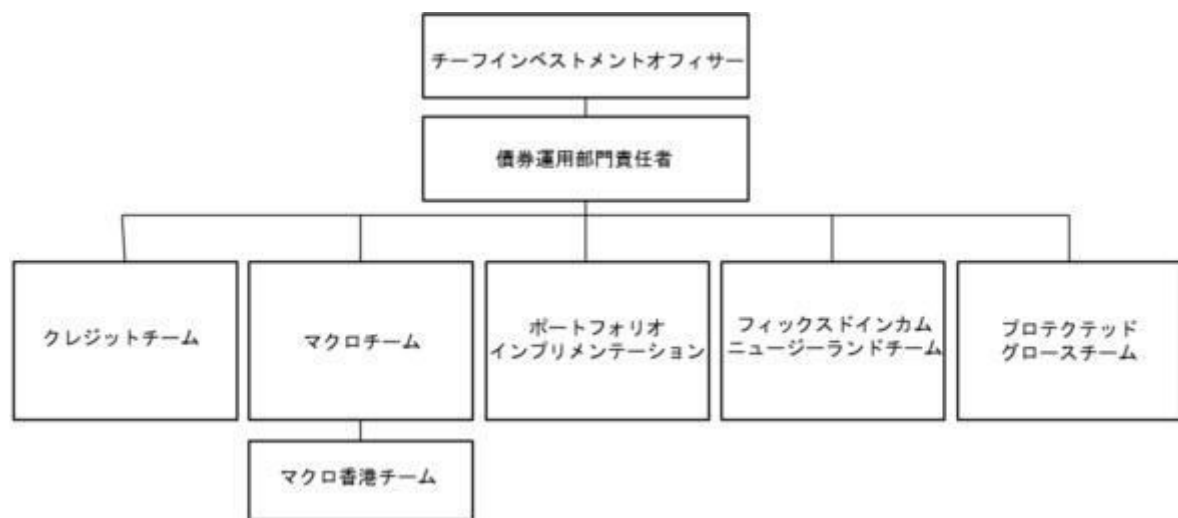 チーフインベストメントオフィサー
債券運用部門責任者
クレジットチーム
マクロチーム
ポートフォリオ
インプリメンテーション
フィックスドインカム
ニュージーランドチーム
プロテクテッド
グロースチーム
マクロ香港チーム